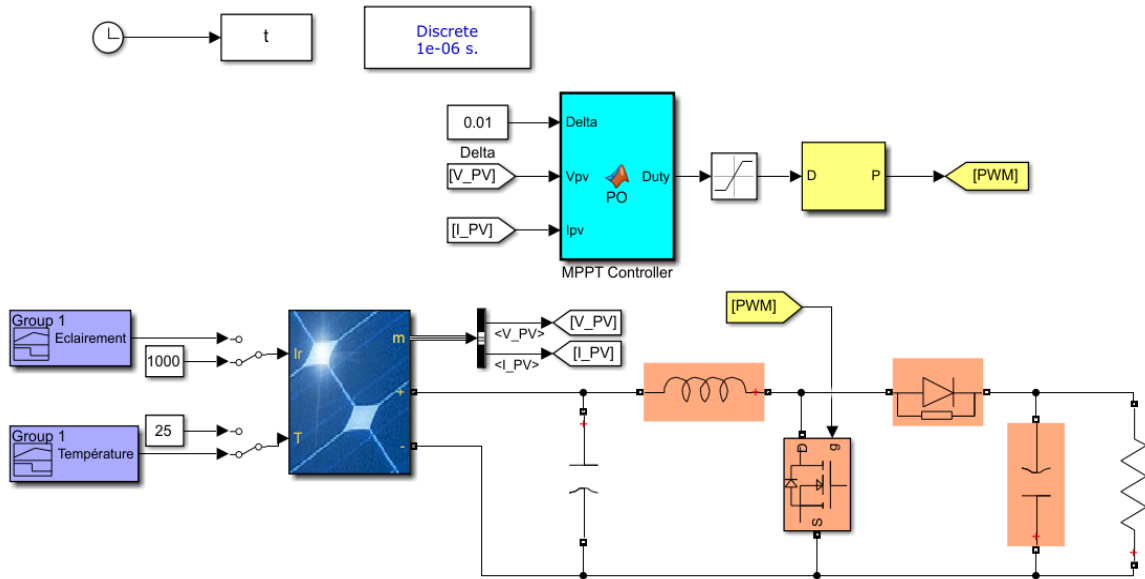 t
Discrete
1e-06 s.
0.01
Delta
[V_PV]
[I_PV]
Delta
Vpv
Ipv
PO
Duty
MPPT Controller
D
P
[PWM]
[PWM]
Group 1
Eclairement
1000
25
Group 1
Température
Ir
T
m
+
-
<V_PV>
<I_PV>
[V_PV]
[I_PV]
+
+
D
g
S
+
+
+